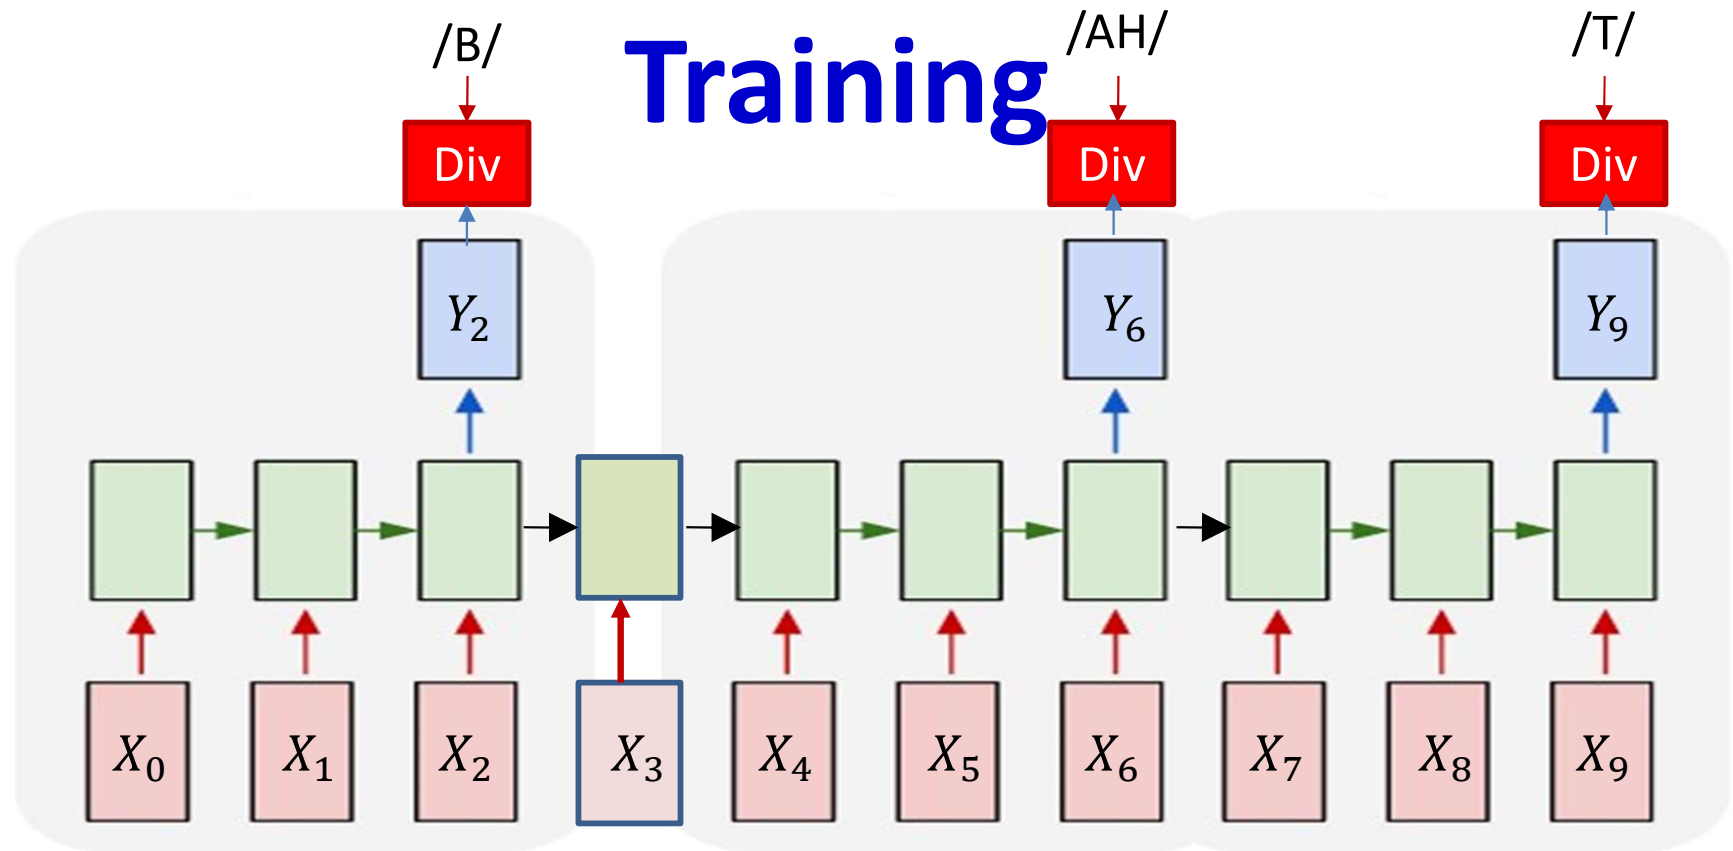 /B/ Training /AH/ /T/
Div Div Div
Y₂ Y₆ Y₉
X₀ X₁ X₂ X₃ X₄ X₅ X₆ X₇ X₈ X₉